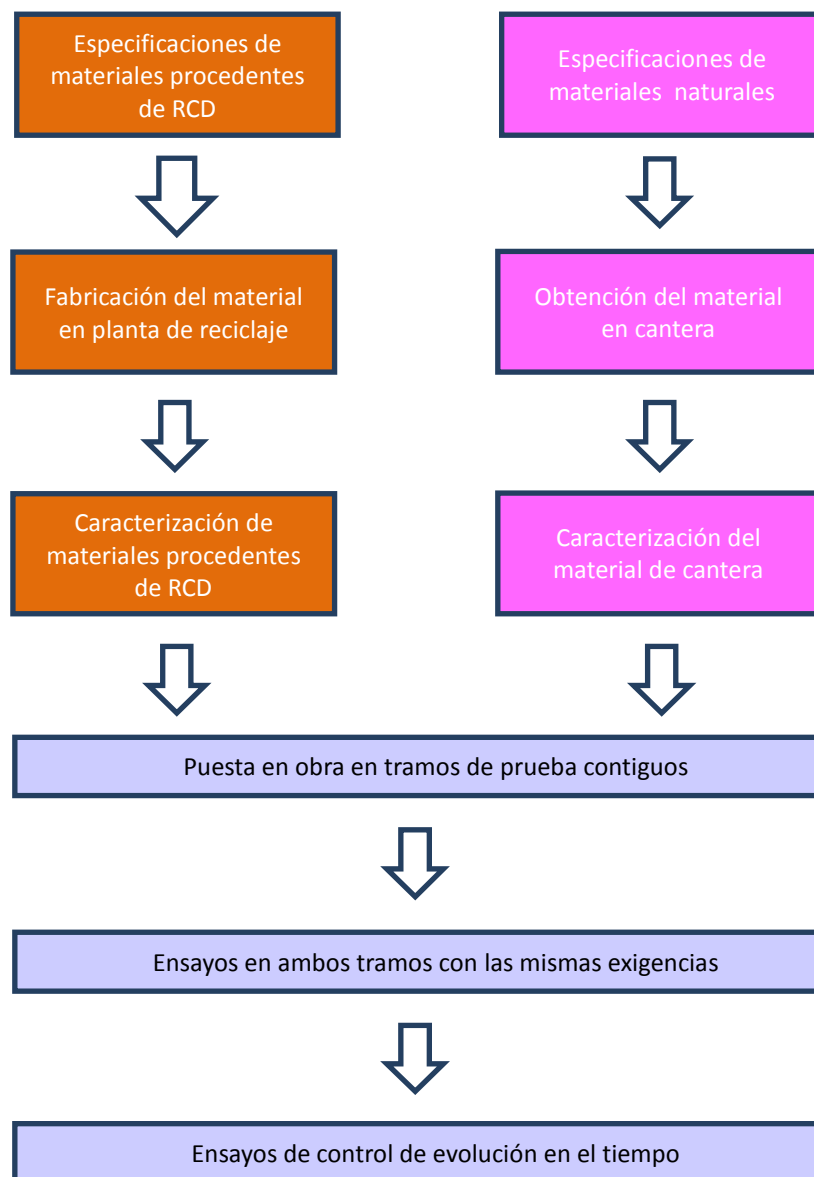 Especificaciones de
materiales procedentes
de RCD
Especificaciones de
materiales naturales
Fabricación del material
en planta de reciclaje
Obtención del material
en cantera
Caracterización de
materiales procedentes
de RCD
Caracterización del
material de cantera
Puesta en obra en tramos de prueba contiguos
Ensayos en ambos tramos con las mismas exigencias
Ensayos de control de evolución en el tiempo